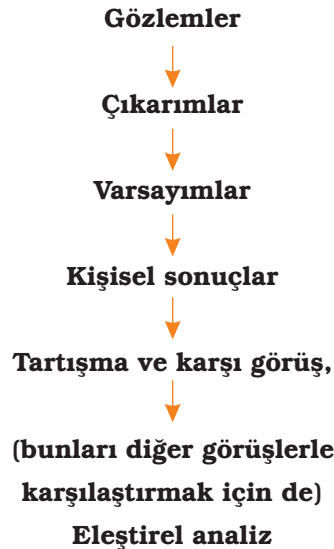 Gözlemler
Çıkarımlar
Varsayımlar
Kişisel sonuçlar
Tartışma ve karşı görüş,
(bunları diğer görüşlerle
karşılaştırmak için de)
Eleştirel analiz